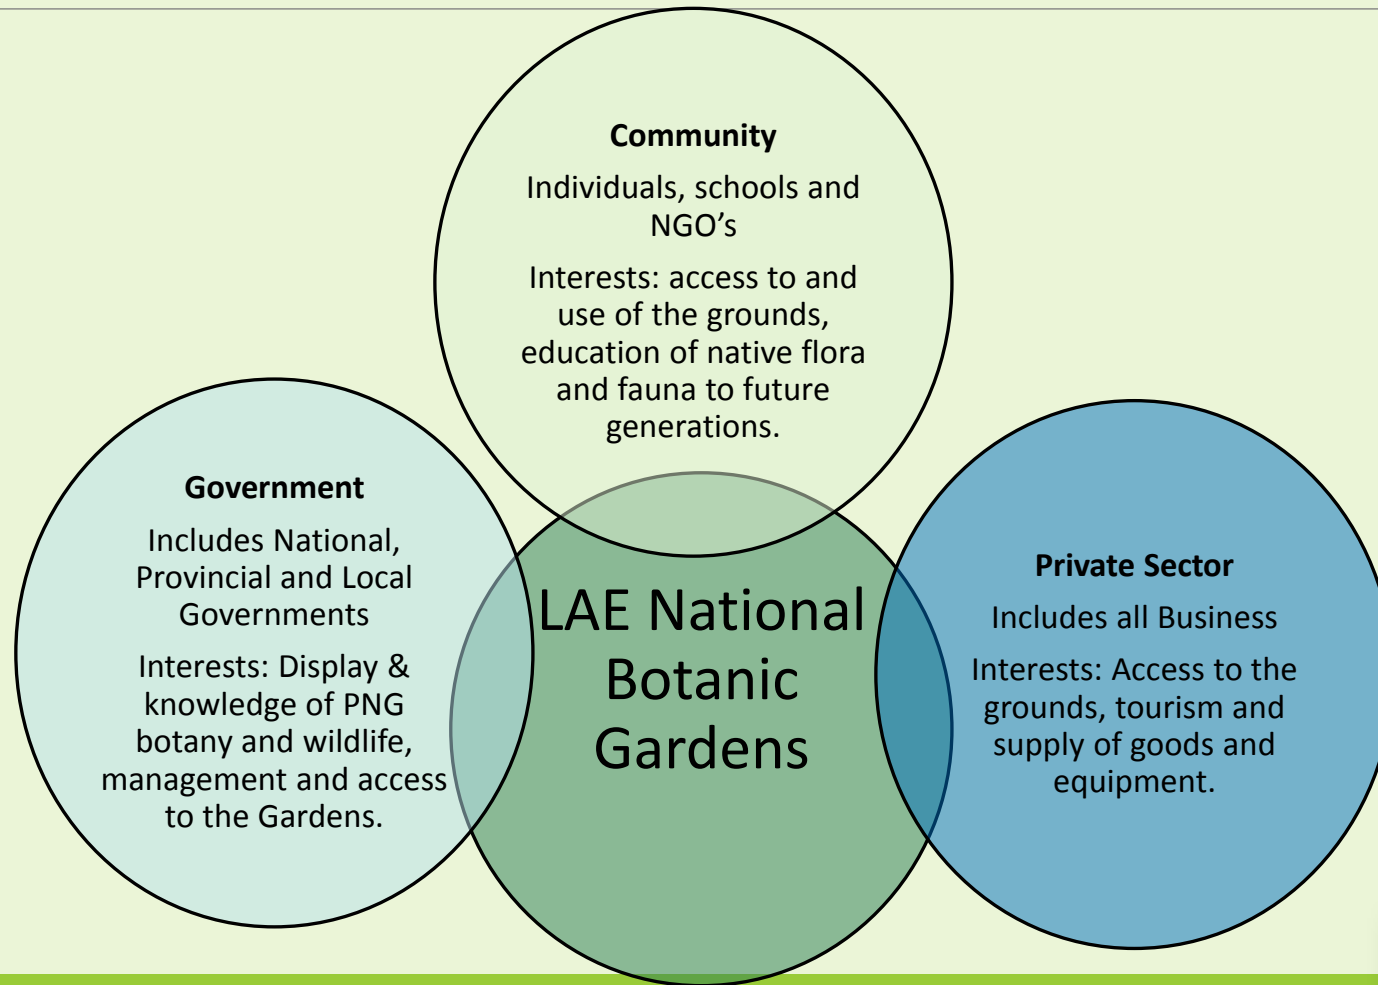 Community
Individuals, schools and
NGO’s
Interests: access to and
use of the grounds,
education of native flora
and fauna to future
generations.
Government
Includes National,
Provincial and Local
Governments
Interests: Display &
knowledge of PNG
botany and wildlife,
management and access
to the Gardens.
LAE National
Botanic
Gardens
Private Sector
Includes all Business
Interests: Access to the
grounds, tourism and
supply of goods and
equipment.